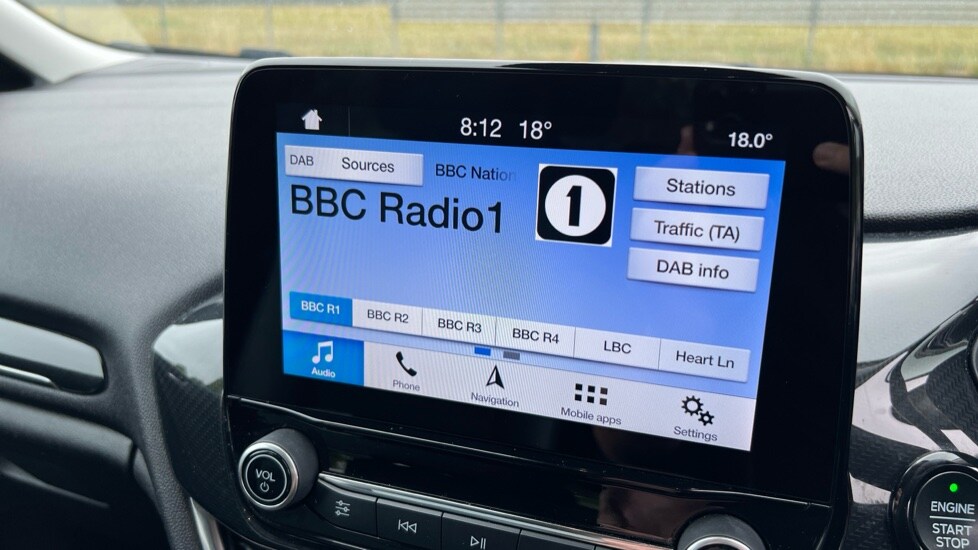 8:12 18°
18.0°
DAB Sources
BBC Nation
BBC Radio1
1
Stations
Traffic (TA)
DAB info
BBC R1
BBC R2
BBC R3
BBC R4
LBC
Heart Ln
Audio
Phone
Navigation
Mobile apps
Settings
VOL
ENGINE
START
STOP